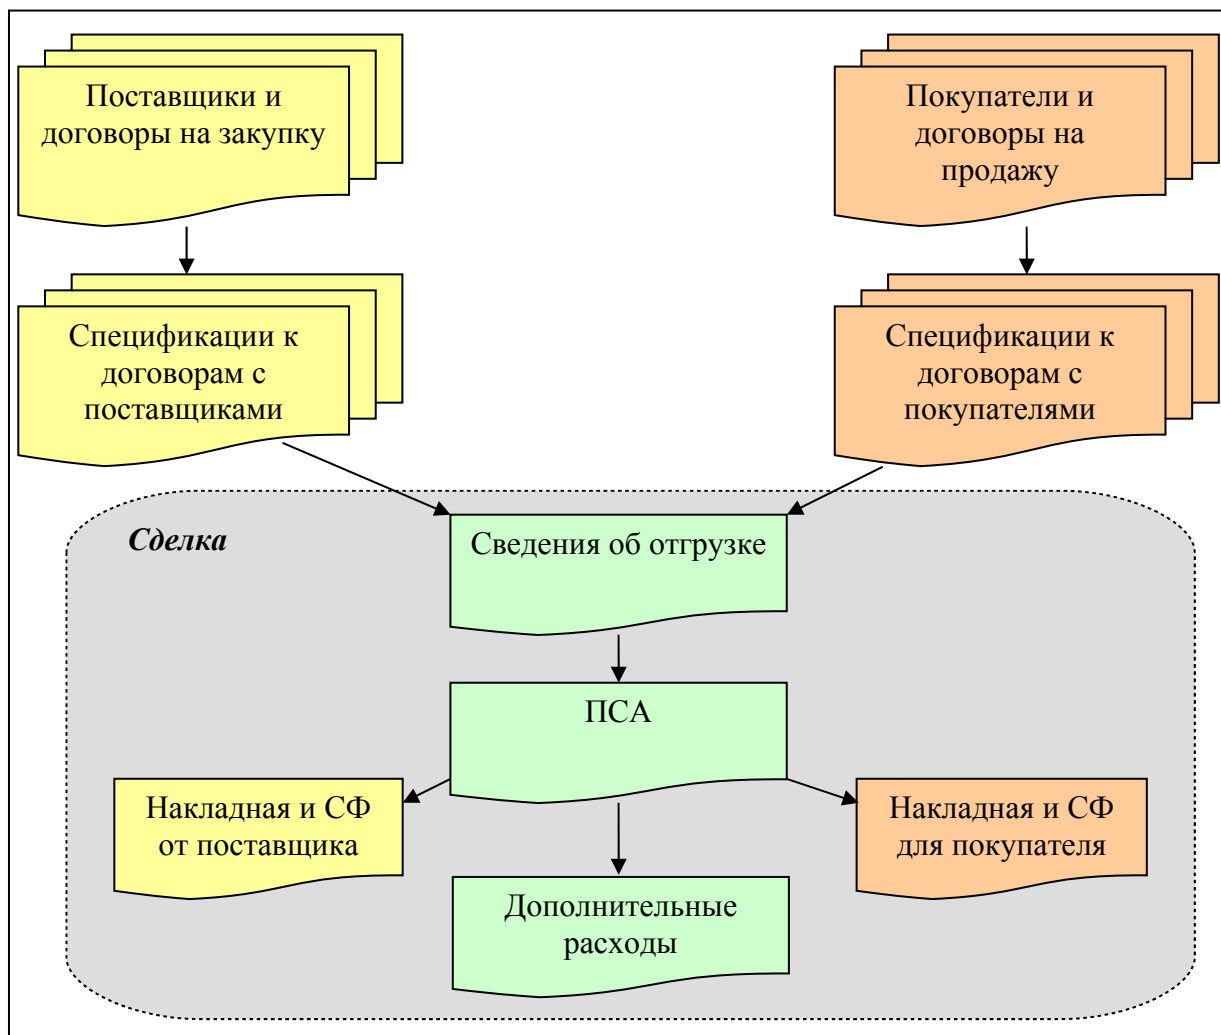 Поставщики и
договоры на закупку
Покупатели и
договоры на
продажу
Спецификации к
договорам с
поставщиками
Спецификации к
договорам с
покупателями
Сделка
Сведения об отгрузке
ПСА
Накладная и СФ
от поставщика
Накладная и СФ
для покупателя
Дополнительные
расходы